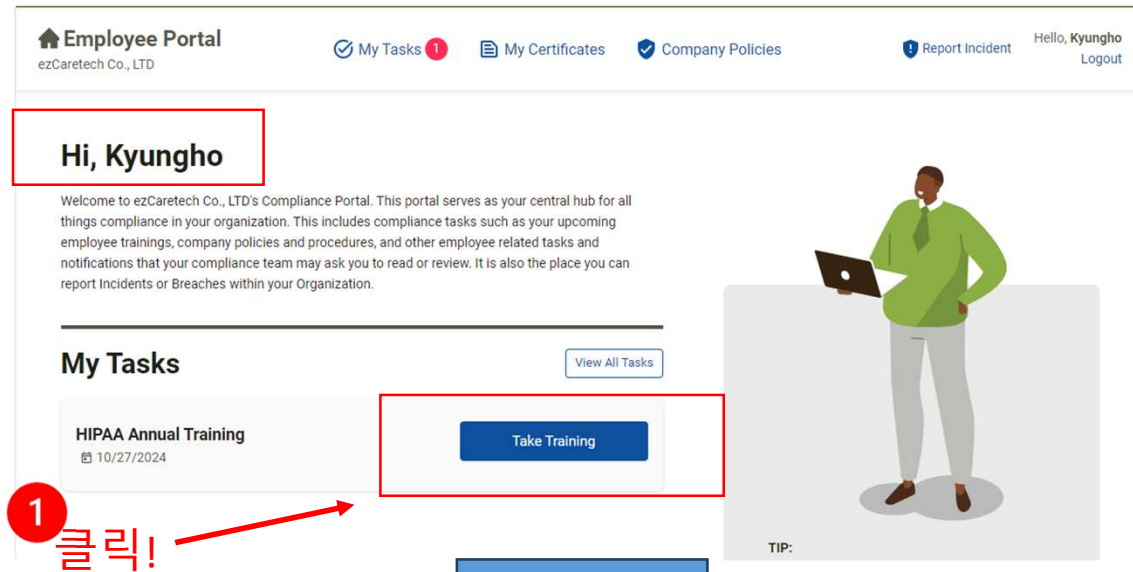 Employee Portal
ezCaretech Co., LTD
My Tasks 1
My Certificates
Company Policies
Report Incident
Hello, Kyungho
Logout
Hi, Kyungho
Welcome to ezCaretech Co., LTD's Compliance Portal. This portal serves as your central hub for all
things compliance in your organization. This includes compliance tasks such as your upcoming
employee trainings, company policies and procedures, and other employee related tasks and
notifications that your compliance team may ask you to read or review. It is also the place you can
report Incidents or Breaches within your Organization.
My Tasks
View All Tasks
HIPAA Annual Training
10/27/2024
Take Training
1
클릭!
TIP: